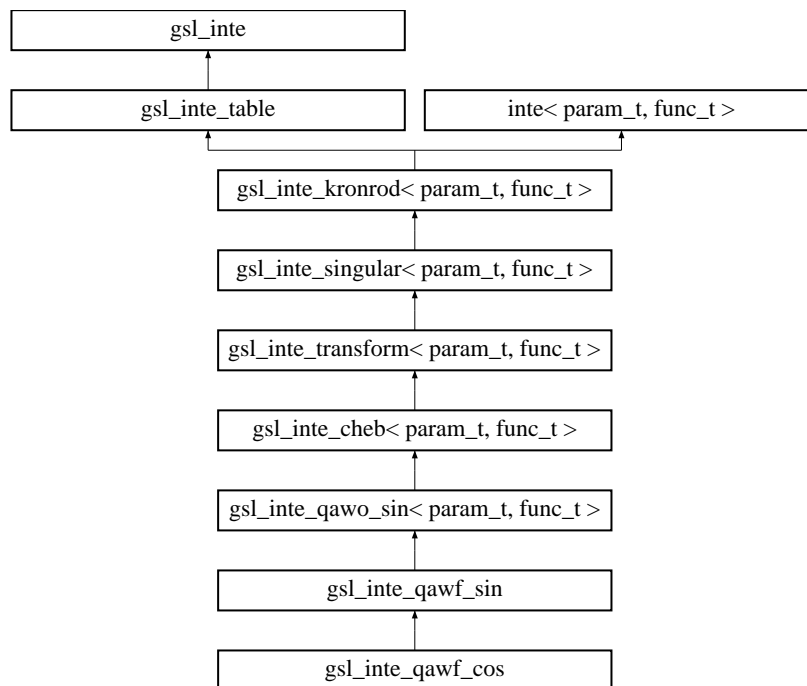 gsl_inte
gsl_inte_table
inte< param_t, func_t >
gsl_inte_kronrod< param_t, func_t >
gsl_inte_singular< param_t, func_t >
gsl_inte_transform< param_t, func_t >
gsl_inte_cheb< param_t, func_t >
gsl_inte_qawo_sin< param_t, func_t >
gsl_inte_qawf_sin
gsl_inte_qawf_cos